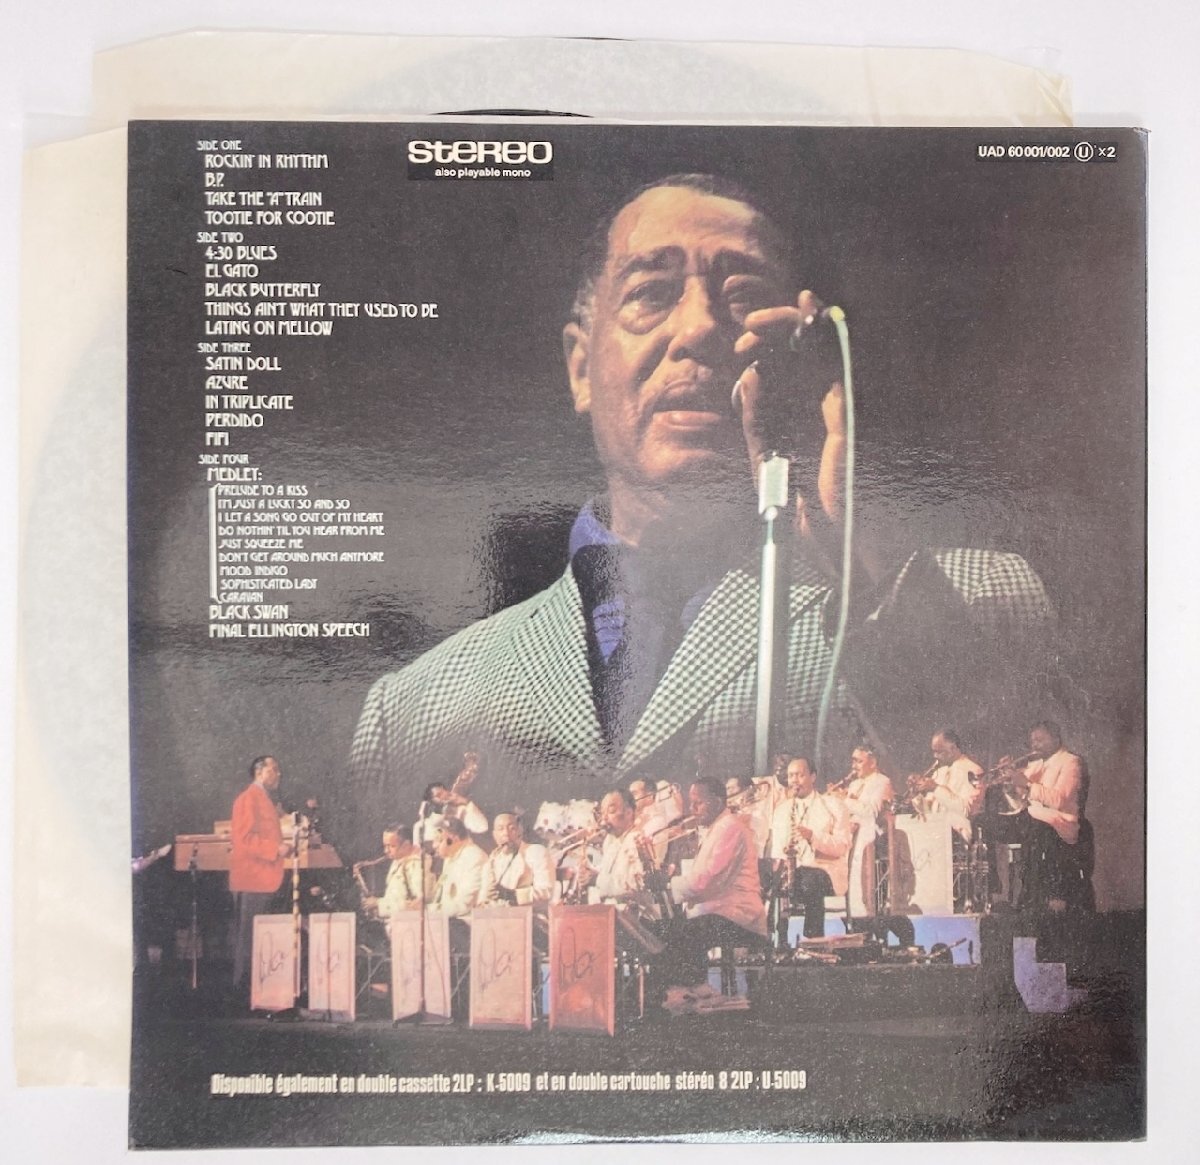 SIDE ONE
ROCKIN' IN RHYTHM
B.P.
TAKE THE "A" TRAIN
TOOTIE FOR COOTIE
SIDE TWO
4:30 BLUES
EL GATO
BLACK BUTTERFLY
THINGS AIN'T WHAT THEY USED TO BE
LAYING ON MELLOW
SIDE THREE
SATIN DOLL
AZURE
IN TRIPLICATE
PERDIDO
FIFI
SIDE FOUR
MEDLEY:
PRELUDE TO A KISS
I'M JUST A LUCKY SO AND SO
I LET A SONG GO OUT OF MY HEART
DO NOTHIN' TIL YOU HEAR FROM ME
JUST SQUEEZE ME
DON'T GET AROUND MUCH ANYMORE
MOOD INDIGO
SOPHISTICATED LADY
CARAVAN
BLACK SWAN
FINAL ELLINGTON SPEECH
STEREO
also playable mono
UAD 60001/002 U ×2
Disponible également en double cassette 2LP : K-5009 et en double cartouche stéréo 8 2LP : U-5009